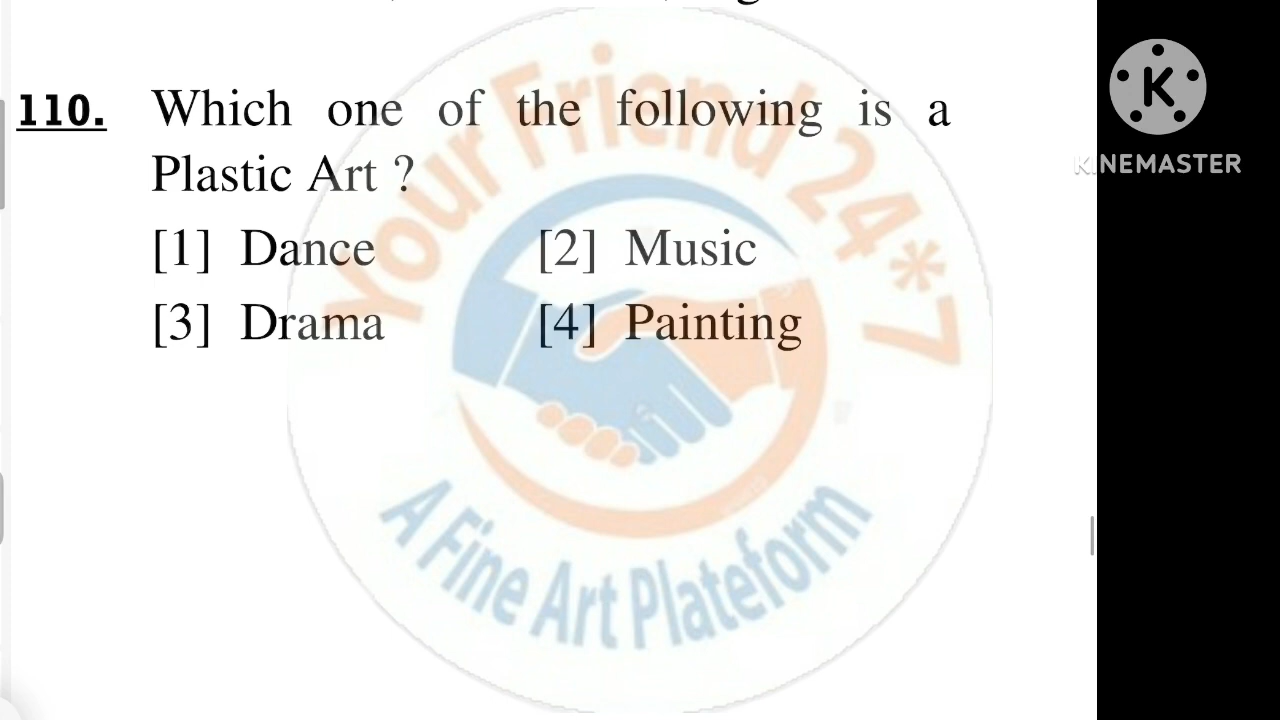 110. Which one of the following is a
Plastic Art ?
[1] Dance [2] Music
[3] Drama [4] Painting
Your Friend 24*7
A Fine Art Plateform
K
KINEMASTER